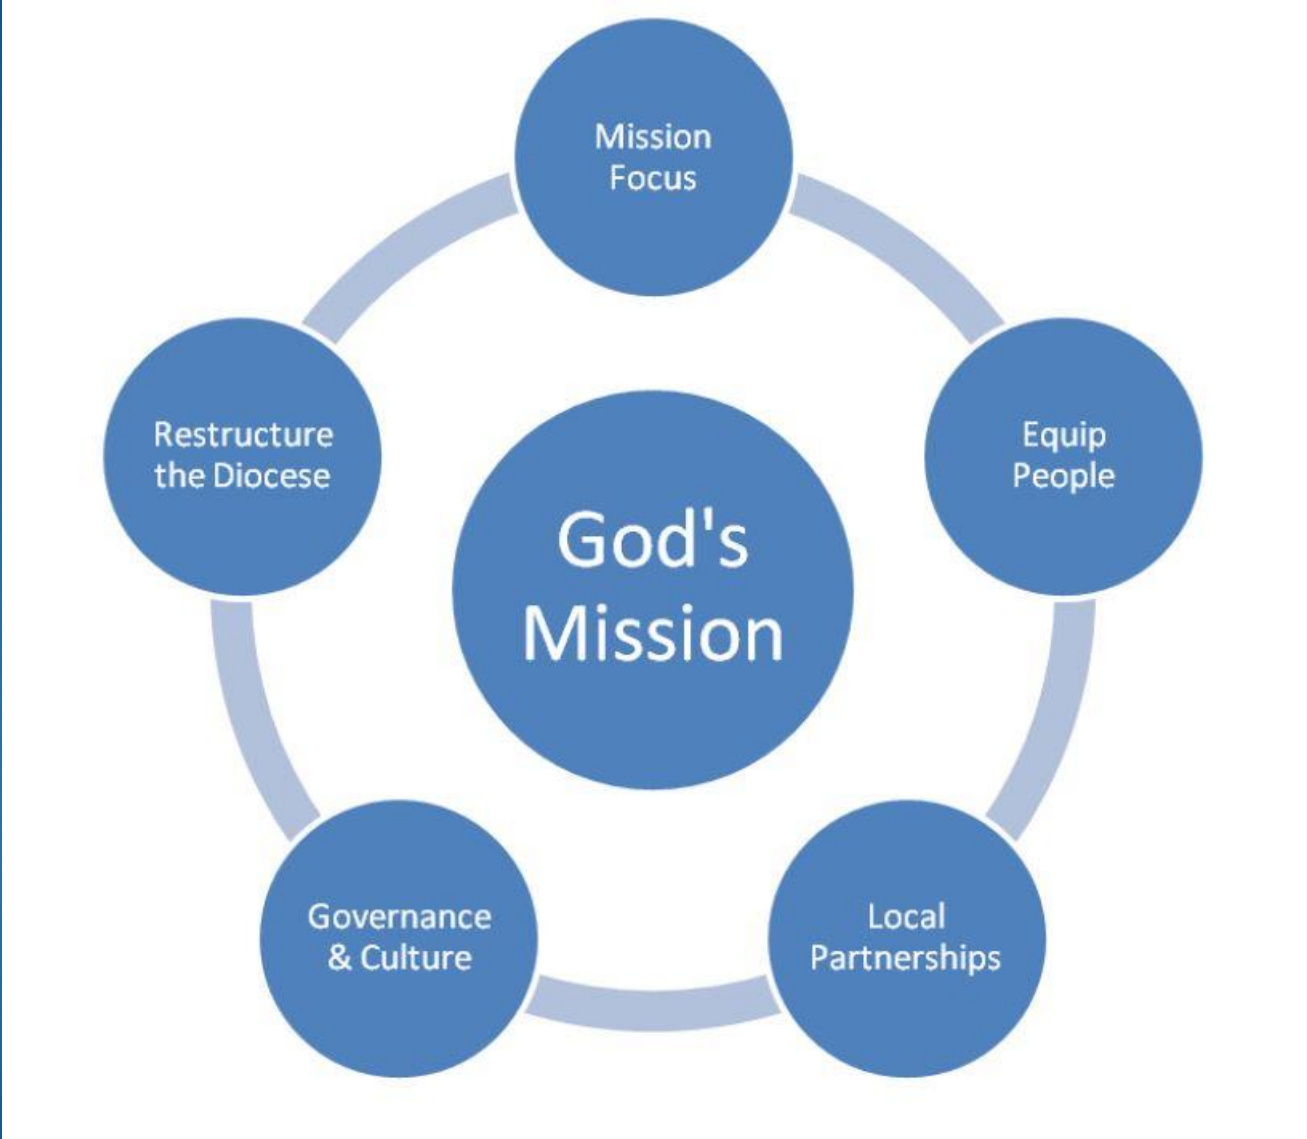 Mission
Focus
Equip
People
Local
Partnerships
Governance
& Culture
Restructure
the Diocese
God's
Mission